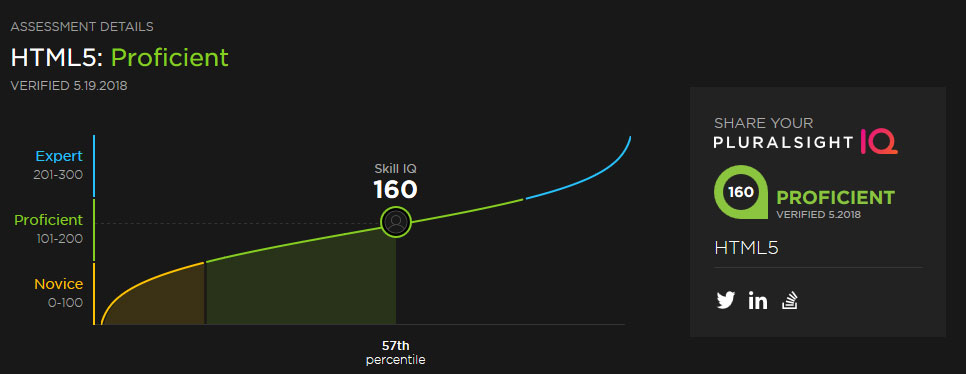 ASSESSMENT DETAILS
HTML5: Proficient
VERIFIED 5.19.2018
Expert
201-300
Proficient
101-200
Novice
0-100
Skill IQ
160
57th
percentile
SHARE YOUR
PLURALSIGHT IQ
160
PROFICIENT
VERIFIED 5.2018
HTML5
in